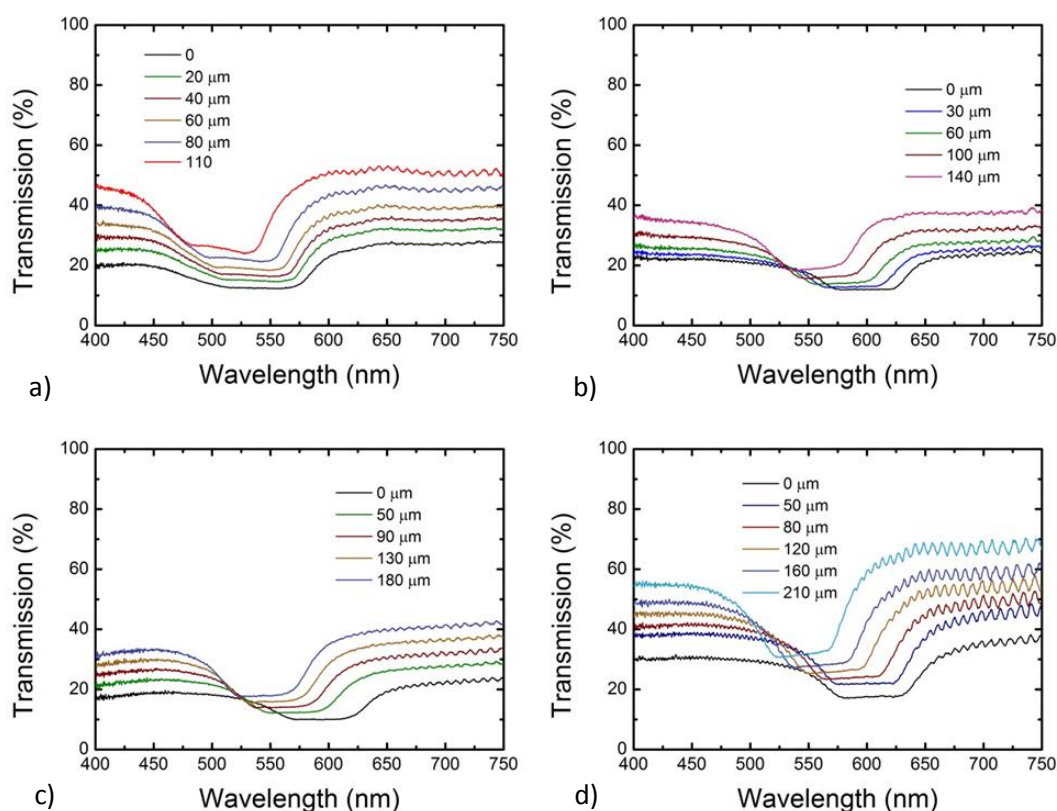 100
80
60
40
20
0
Transmission (%)
0
20 μm
40 μm
60 μm
80 μm
110
400 450 500 550 600 650 700 750
Wavelength (nm)
a)
100
80
60
40
20
0
Transmission (%)
0 μm
30 μm
60 μm
100 μm
140 μm
400 450 500 550 600 650 700 750
Wavelength (nm)
b)
100
80
60
40
20
0
Transmission (%)
0 μm
50 μm
90 μm
130 μm
180 μm
400 450 500 550 600 650 700 750
Wavelength (nm)
c)
100
80
60
40
20
0
Transmission (%)
0 μm
50 μm
80 μm
120 μm
160 μm
210 μm
400 450 500 550 600 650 700 750
Wavelength (nm)
d)